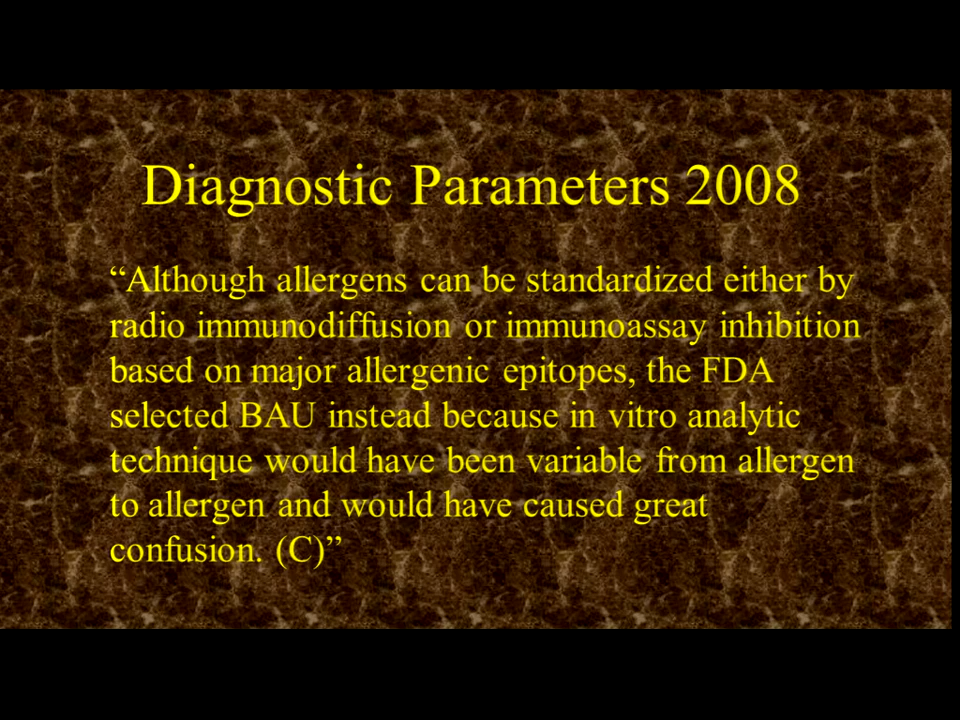 Diagnostic Parameters 2008
“Although allergens can be standardized either by
radio immunodiffusion or immunoassay inhibition
based on major allergenic epitopes, the FDA
selected BAU instead because in vitro analytic
technique would have been variable from allergen
to allergen and would have caused great
confusion. (C)”